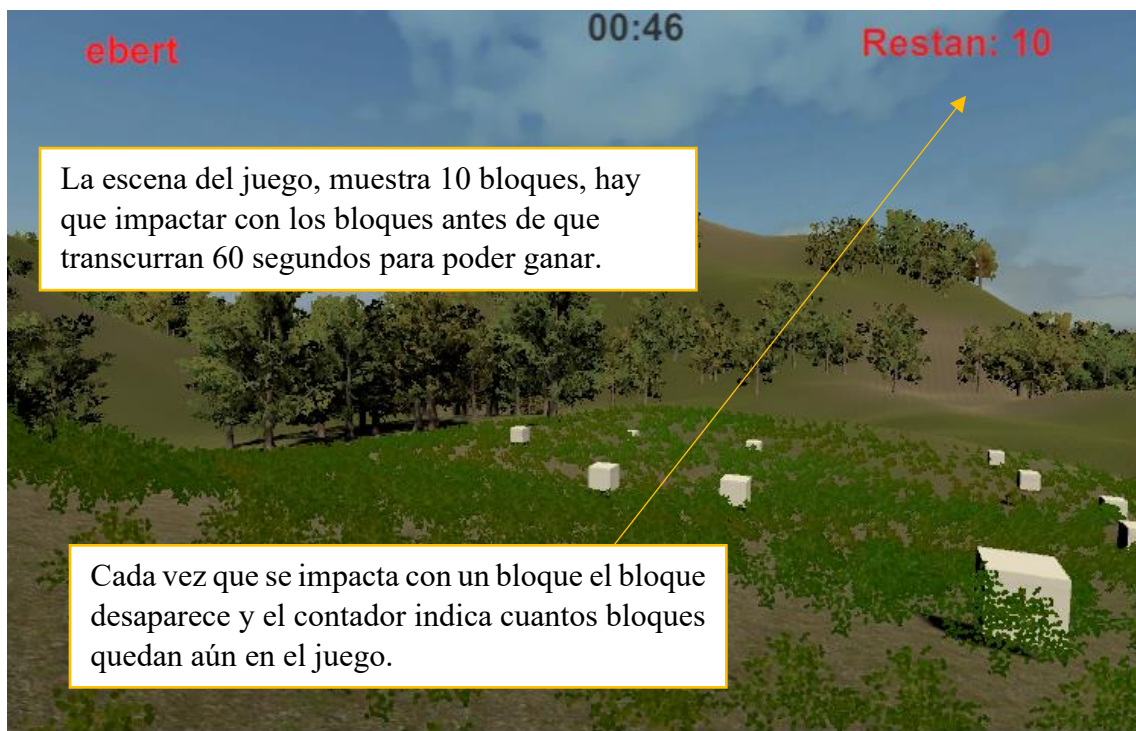 ebert
00:46
Restan: 10
La escena del juego, muestra 10 bloques, hay
que impactar con los bloques antes de que
transcurran 60 segundos para poder ganar.
Cada vez que se impacta con un bloque el bloque
desaparece y el contador indica cuantos bloques
quedan aún en el juego.